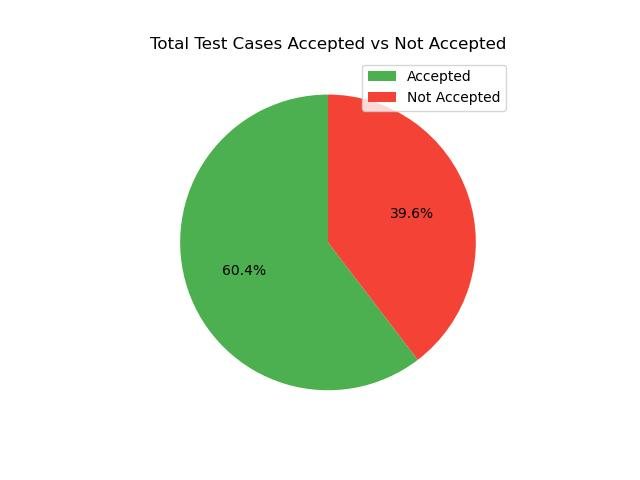 Total Test Cases Accepted vs Not Accepted
Accepted
Not Accepted
39.6%
60.4%